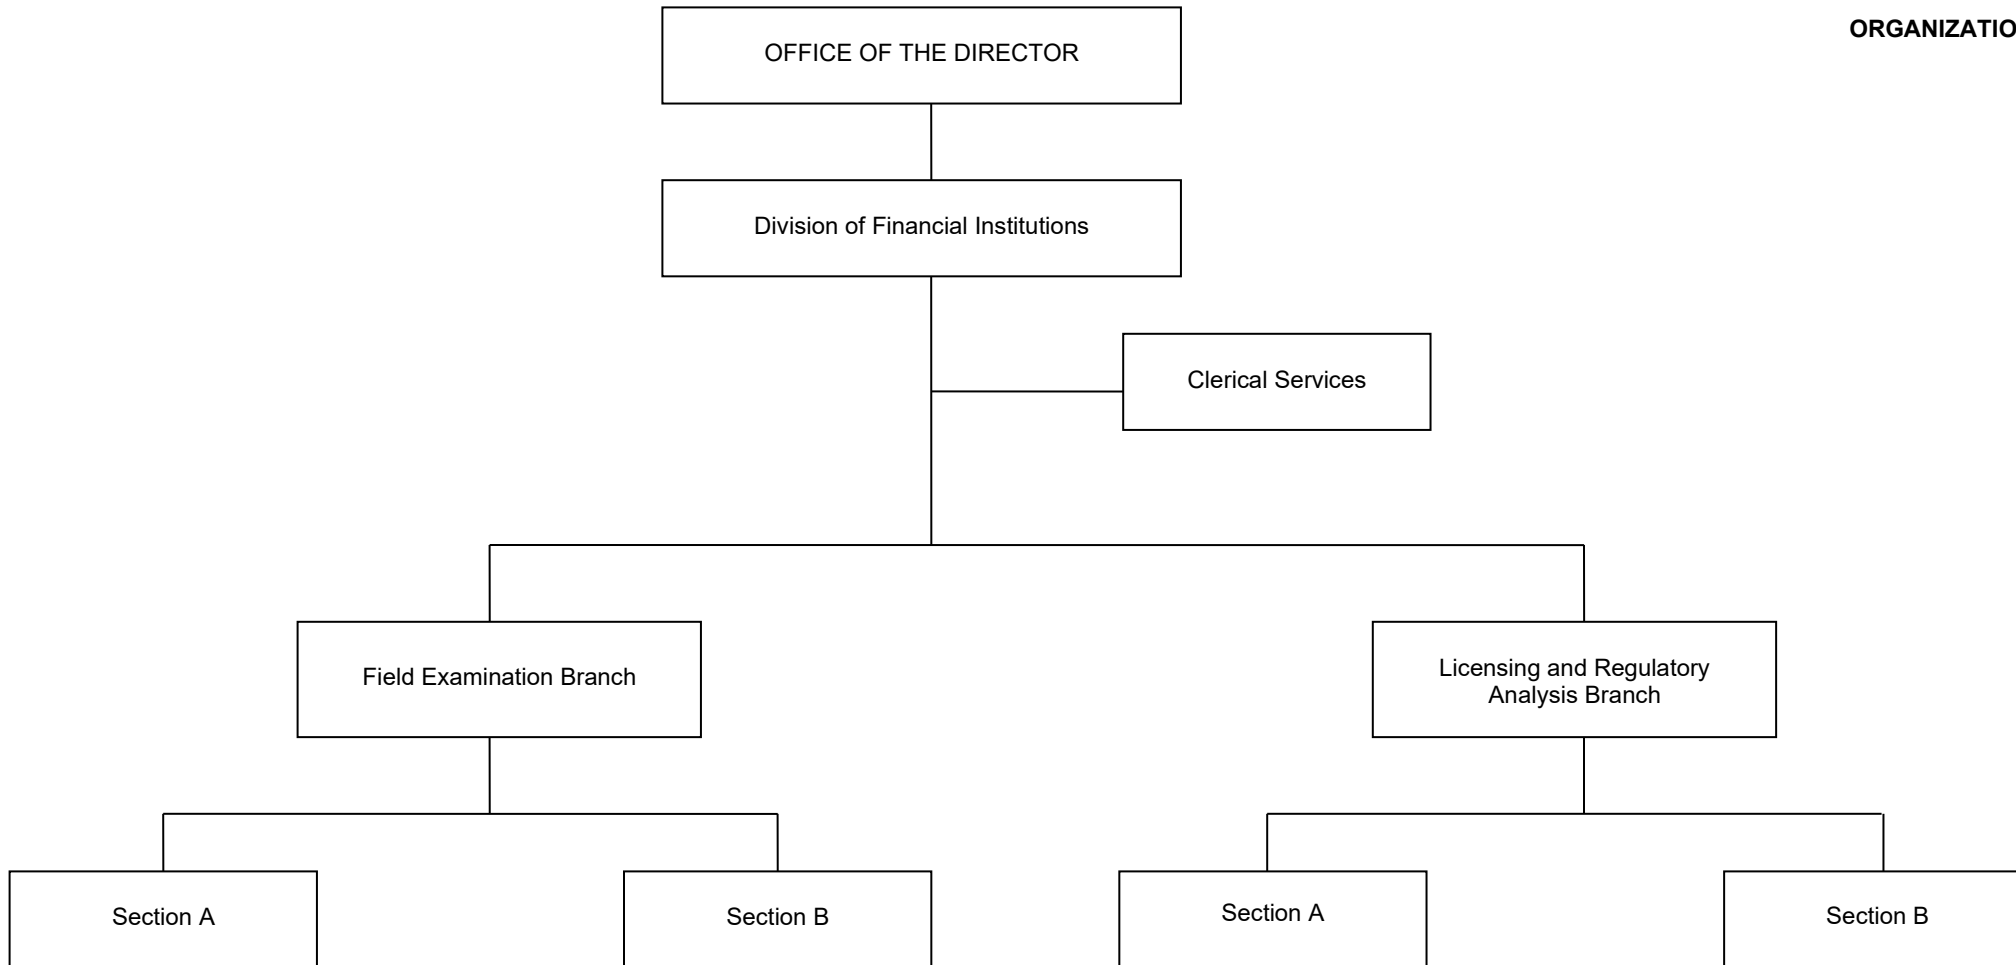 ORGANIZATIO
OFFICE OF THE DIRECTOR
Division of Financial Institutions
Clerical Services
Field Examination Branch
Licensing and Regulatory
Analysis Branch
Section A
Section B
Section A
Section B